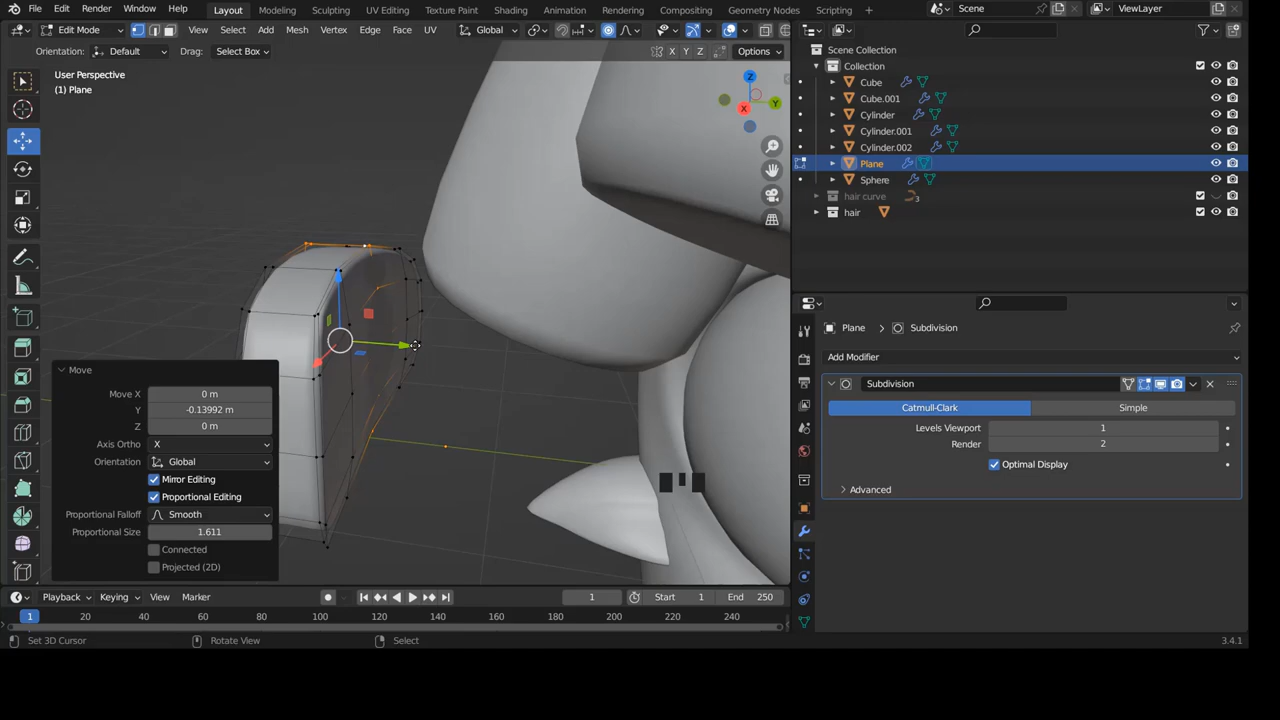 File Edit Render Window Help Layout Modeling Sculpting UV Editing Texture Paint Shading Animation Rendering Compositing Geometry Nodes Scripting + Scene ViewLayer
Edit Mode View Select Add Mesh Vertex Edge Face UV Global
Orientation: Default Drag: Select Box X Y Z Options
User Perspective
(1) Plane
Z
Y
X
Scene Collection
Collection
Cube
Cube.001
Cylinder
Cylinder.001
Cylinder.002
Plane
Sphere
hair curve 3
hair
Move
Move X 0 m
Y -0.13992 m
Z 0 m
Axis Ortho X
Orientation Global
Mirror Editing
Proportional Editing
Proportional Falloff Smooth
Proportional Size 1.611
Connected
Projected (2D)
Plane > Subdivision
Add Modifier
Subdivision
Catmull-Clark Simple
Levels Viewport 1
Render 2
Optimal Display
Advanced
Playback Keying View Marker 1 Start 1 End 250
1 20 40 60 80 100 120 140 160 180 200 220 240
Set 3D Cursor Rotate View Select 3.4.1